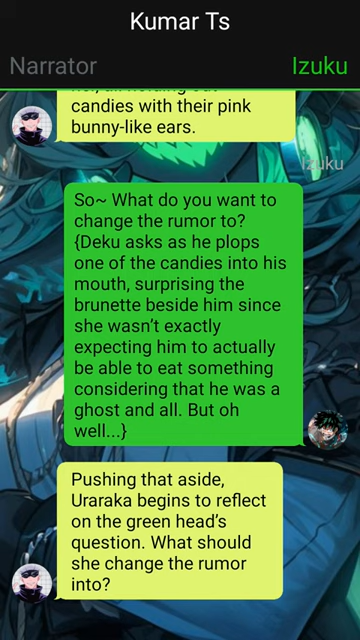 Kumar Ts
Narrator
Izuku
candies with their pink
bunny-like ears.
Izuku
So~ What do you want to
change the rumor to?
{Deku asks as he plops
one of the candies into his
mouth, surprising the
brunette beside him since
she wasn't exactly
expecting him to actually
be able to eat something
considering that he was a
ghost and all. But oh
well...}
Pushing that aside,
Uraraka begins to reflect
on the green head's
question. What should
she change the rumor
into?